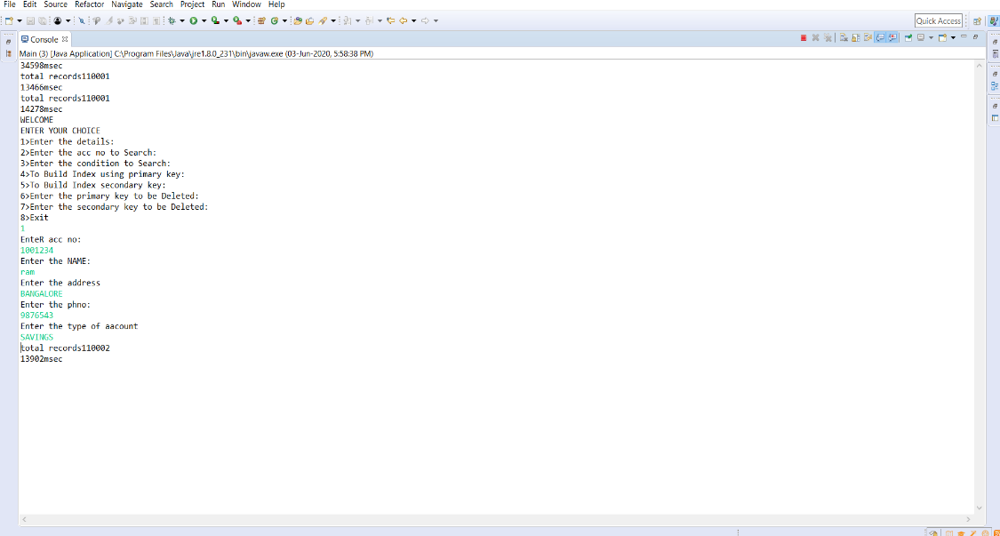 File Edit Source Refactor Navigate Search Project Run Window Help
Quick Access
Console
Main (3) [Java Application] C:\Program Files\Java\jre1.8.0_231\bin\javaw.exe (03-Jun-2020, 5:58:38 PM)
34598msec
total records110001
13466msec
total records110001
14278msec
WELCOME
ENTER YOUR CHOICE
1>Enter the details:
2>Enter the acc no to Search:
3>Enter the condition to Search:
4>To Build Index using primary key:
5>To Build Index secondary key:
6>Enter the primary key to be Deleted:
7>Enter the secondary key to be Deleted:
8>Exit
1
EnteR acc no:
1001234
Enter the NAME:
ram
Enter the address
BANGALORE
Enter the phno:
9876543
Enter the type of aacount
SAVINGS
total records110002
13902msec